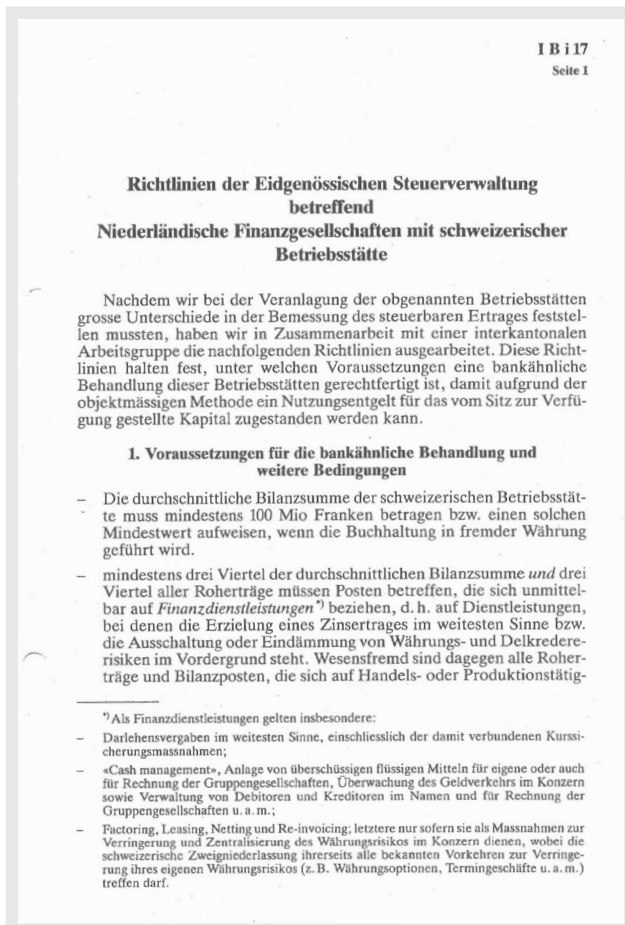 I B i 17
Seite 1
Richtlinien der Eidgenössischen Steuerverwaltung
betreffend
Niederländische Finanzgesellschaften mit schweizerischer
Betriebsstätte
Nachdem wir bei der Veranlagung der obgenannten Betriebsstätten
grosse Unterschiede in der Bemessung des steuerbaren Ertrages feststel-
len mussten, haben wir in Zusammenarbeit mit einer interkantonalen
Arbeitsgruppe die nachfolgenden Richtlinien ausgearbeitet. Diese Richt-
linien halten fest, unter welchen Voraussetzungen eine bankähnliche
Behandlung dieser Betriebsstätten gerechtfertigt ist, damit aufgrund der
objektmässigen Methode ein Nutzungsentgelt für das vom Sitz zur Verfü-
gung gestellte Kapital zugestanden werden kann.
1. Voraussetzungen für die bankähnliche Behandlung und
weitere Bedingungen
– Die durchschnittliche Bilanzsumme der schweizerischen Betriebsstät-
te muss mindestens 100 Mio Franken betragen bzw. einen solchen
Mindestwert aufweisen, wenn die Buchhaltung in fremder Währung
geführt wird.
– mindestens drei Viertel der durchschnittlichen Bilanzsumme und drei
Viertel aller Roherträge müssen Posten betreffen, die sich unmittel-
bar auf Finanzdienstleistungen*) beziehen, d. h. auf Dienstleistungen,
bei denen die Erzielung eines Zinsertrages im weitesten Sinne bzw.
die Ausschaltung oder Eindämmung von Währungs- und Delkredere-
risiken im Vordergrund steht. Wesensfremd sind dagegen alle Roher-
träge und Bilanzposten, die sich auf Handels- oder Produktionstätig-
*) Als Finanzdienstleistungen gelten insbesondere:
– Darlehensvergaben im weitesten Sinne, einschliesslich der damit verbundenen Kurssi-
cherungsmassnahmen;
– «Cash management», Anlage von überschüssigen flüssigen Mitteln für eigene oder auch
für Rechnung der Gruppengesellschaften, Überwachung des Geldverkehrs im Konzern
sowie Verwaltung von Debitoren und Kreditoren im Namen und für Rechnung der
Gruppengesellschaften u. a. m.;
– Factoring, Leasing, Netting und Re-invoicing; letztere nur sofern sie als Massnahmen zur
Verringerung und Zentralisierung des Währungsrisikos im Konzern dienen, wobei die
schweizerische Zweigniederlassung ihrerseits alle bekannten Vorkehren zur Verringe-
rung ihres eigenen Währungsrisikos (z. B. Währungsoptionen, Termingeschäfte u. a. m.)
treffen darf.